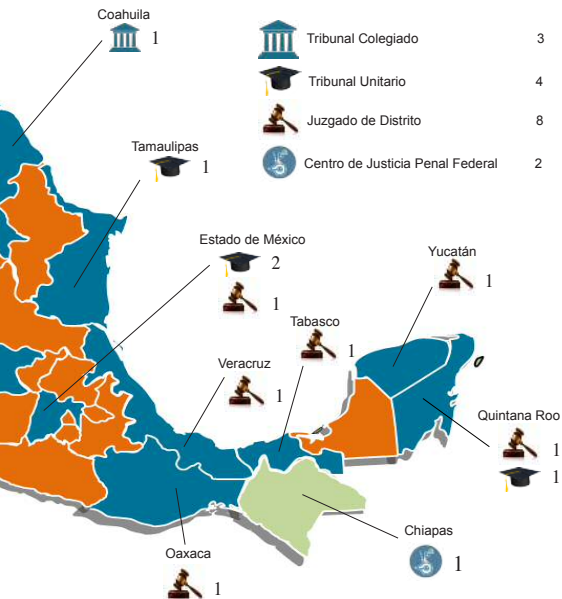 Coahuila
1
Tribunal Colegiado 3
Tribunal Unitario 4
Juzgado de Distrito 8
Centro de Justicia Penal Federal 2
Tamaulipas
1
Estado de México
2
1
Yucatán
1
Tabasco
1
Veracruz
1
Quintana Roo
1
1
Chiapas
1
Oaxaca
1